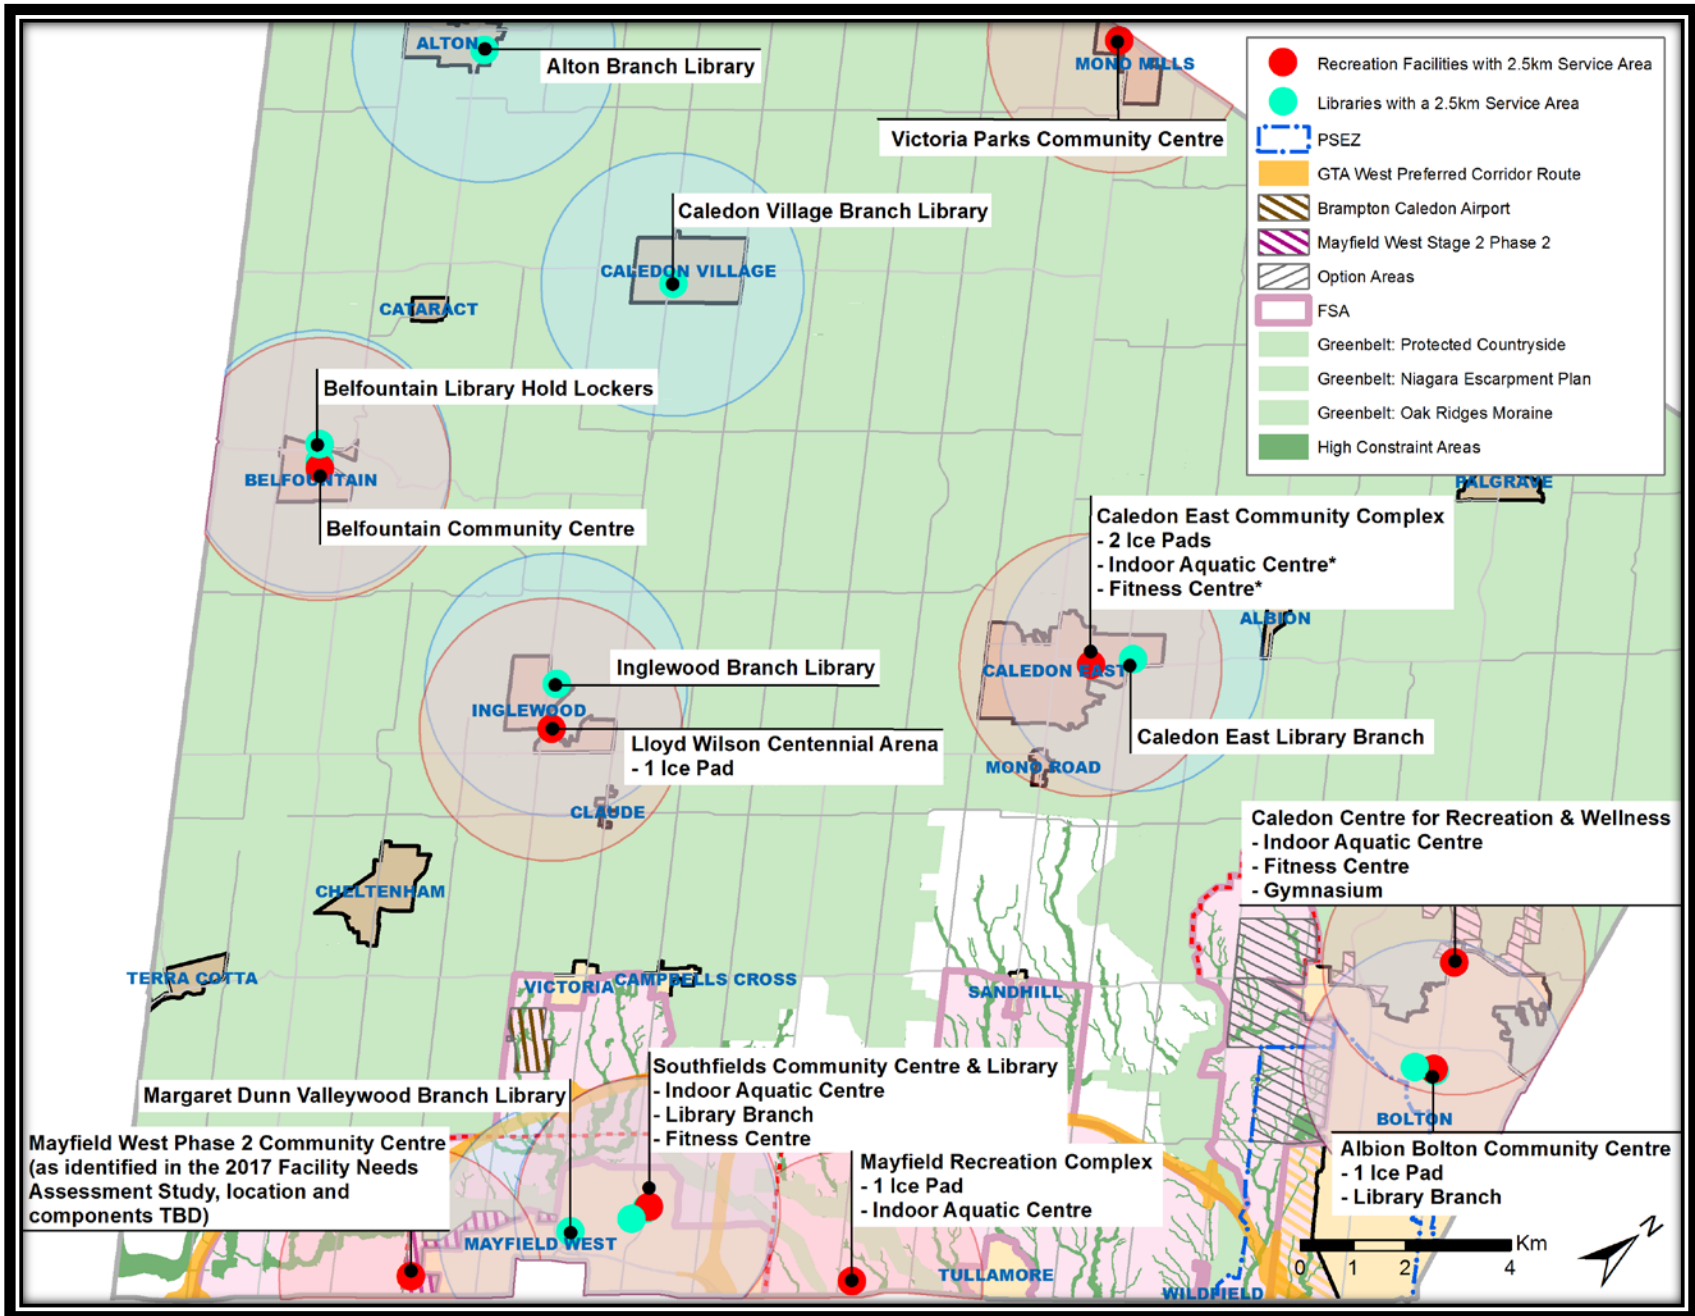 ALTON
Alton Branch Library
MONO MILLS
Victoria Parks Community Centre
Recreation Facilities with 2.5km Service Area
Libraries with a 2.5km Service Area
PSEZ
GTA West Preferred Corridor Route
Brampton Caledon Airport
Mayfield West Stage 2 Phase 2
Option Areas
FSA
Greenbelt: Protected Countryside
Greenbelt: Niagara Escarpment Plan
Greenbelt: Oak Ridges Moraine
High Constraint Areas
Caledon Village Branch Library
CALEDON VILLAGE
CATARACT
Belfountain Library Hold Lockers
BELFOUNTAIN
Belfountain Community Centre
PALGRAVE
Caledon East Community Complex
- 2 Ice Pads
- Indoor Aquatic Centre*
- Fitness Centre*
ALBION
CALEDON EAST
Caledon East Library Branch
MONO ROAD
Inglewood Branch Library
INGLEWOOD
Lloyd Wilson Centennial Arena
- 1 Ice Pad
CLAUDE
Caledon Centre for Recreation & Wellness
- Indoor Aquatic Centre
- Fitness Centre
- Gymnasium
CHELTENHAM
TERRA COTTA
VICTORIA
CAMPBELLS CROSS
SANDHILL
Southfields Community Centre & Library
- Indoor Aquatic Centre
- Library Branch
- Fitness Centre
Margaret Dunn Valleywood Branch Library
Mayfield West Phase 2 Community Centre
(as identified in the 2017 Facility Needs
Assessment Study, location and
components TBD)
MAYFIELD WEST
Mayfield Recreation Complex
- 1 Ice Pad
- Indoor Aquatic Centre
TULLAMORE
WILDFIELD
BOLTON
Albion Bolton Community Centre
- 1 Ice Pad
- Library Branch
Km
0 1 2 4
N